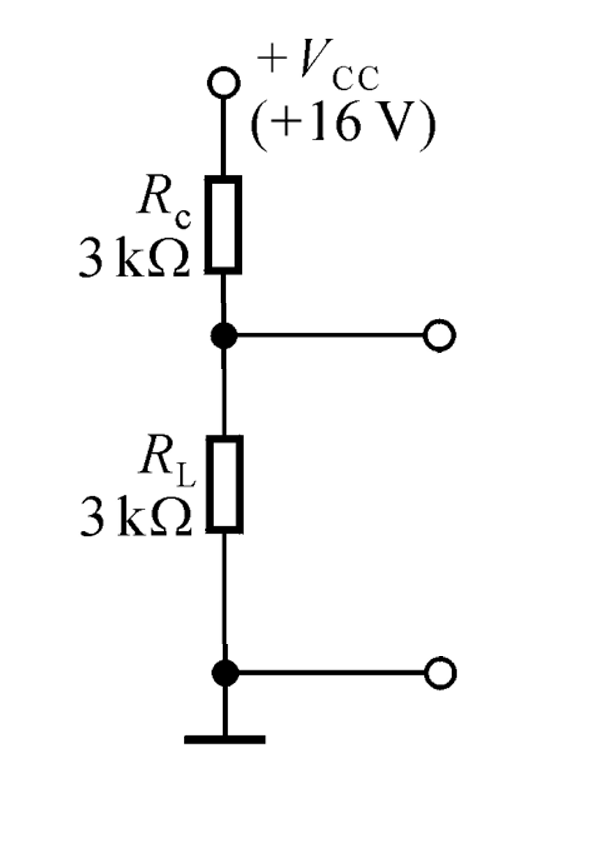 +V_CC
(+16 V)
R_c
3 kΩ
R_L
3 kΩ